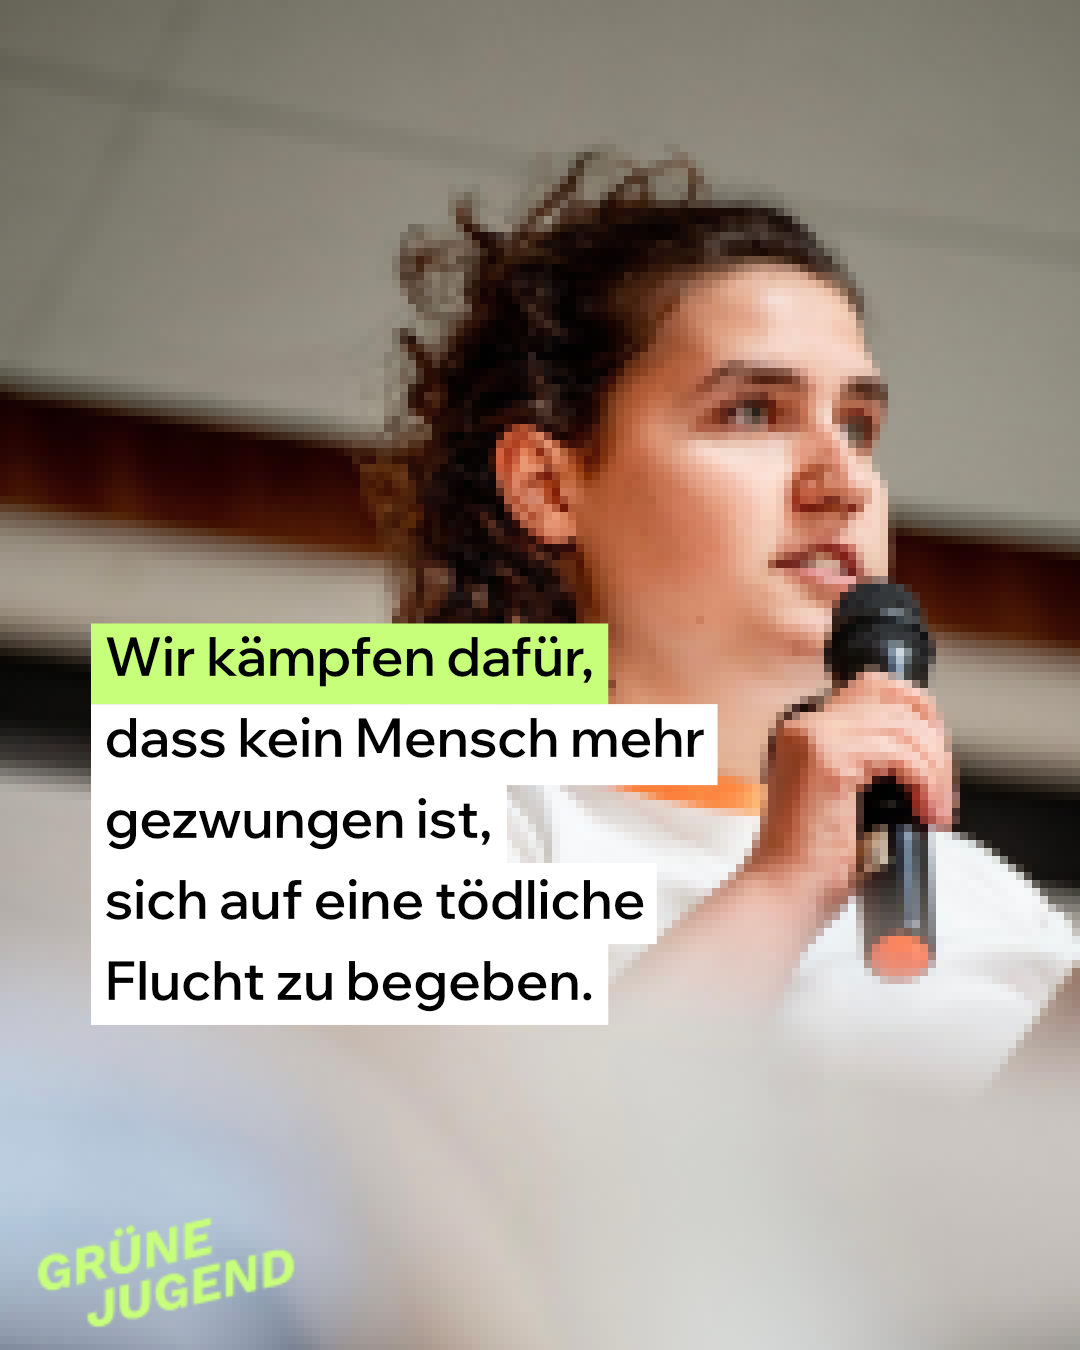 Wir kämpfen dafür,
dass kein Mensch mehr
gezwungen ist,
sich auf eine tödliche
Flucht zu begeben.
GRÜNE
JUGEND